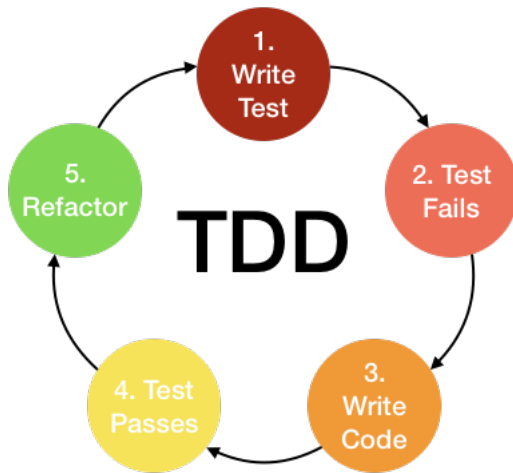 1.
Write
Test
2. Test
Fails
3.
Write
Code
4. Test
Passes
5.
Refactor
TDD